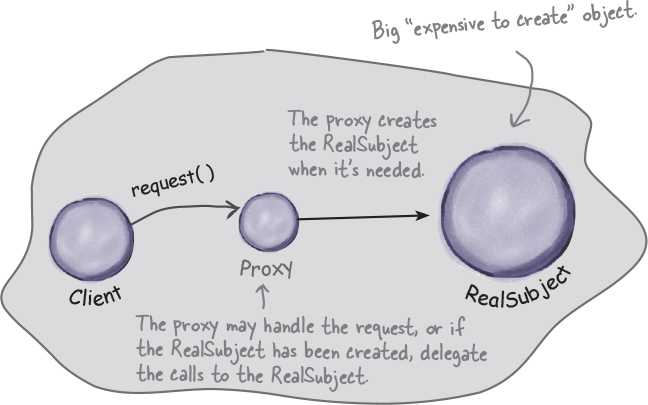 Big “expensive to create” object.
The proxy creates
the RealSubject
when it's needed.
request()
Client
Proxy
RealSubject
The proxy may handle the request, or if
the RealSubject has been created, delegate
the calls to the RealSubject.